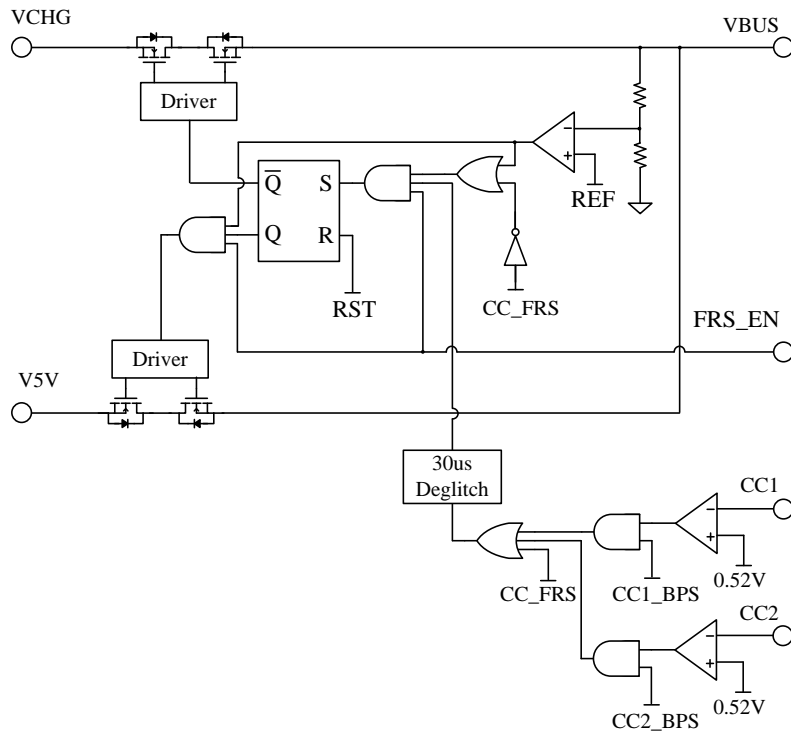 VCHG
VBUS
Driver
−
+
REF
Q̅
S
Q
R
RST
CC_FRS
FRS_EN
Driver
V5V
30us
Deglitch
CC1
−
+
0.52V
CC_FRS
CC1_BPS
CC2
−
+
0.52V
CC2_BPS